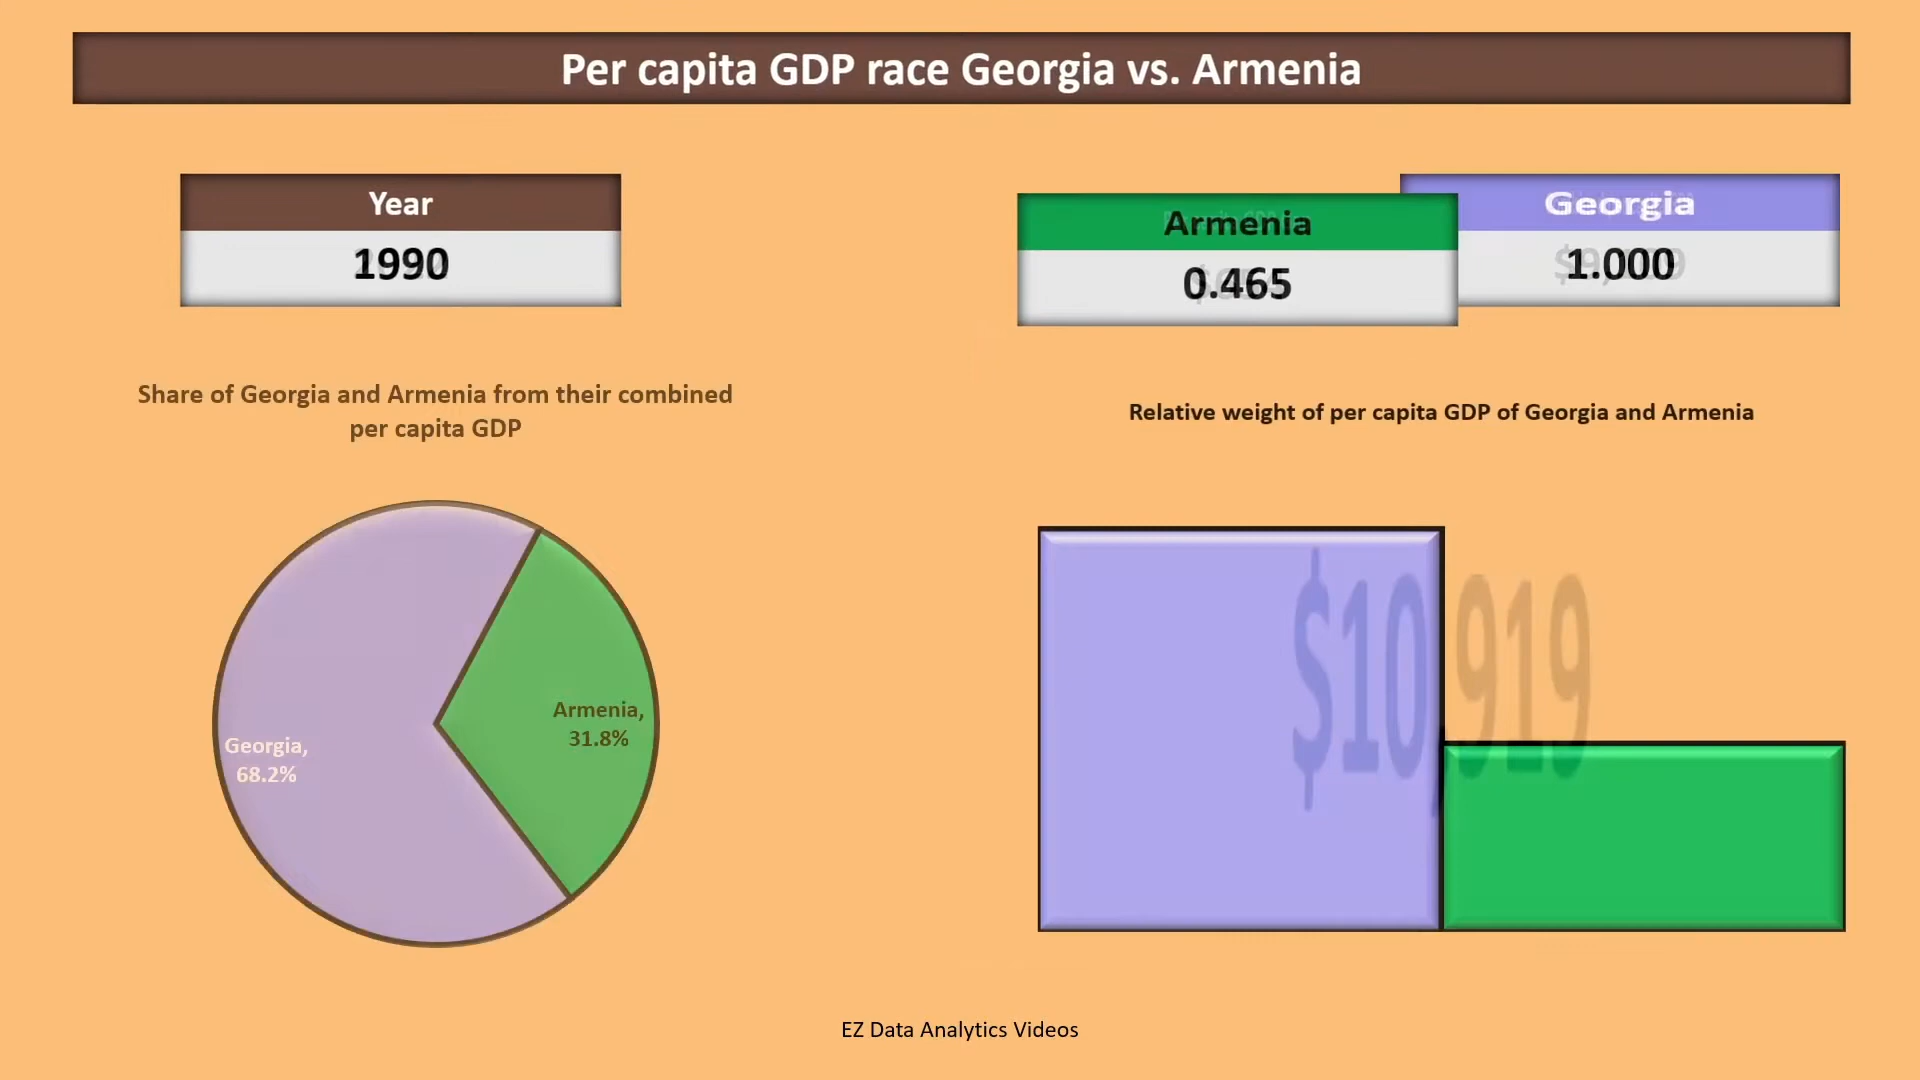 Per capita GDP race Georgia vs. Armenia
Year
1990
Armenia
0.465
Georgia
1.000
Share of Georgia and Armenia from their combined
per capita GDP
Georgia,
68.2%
Armenia,
31.8%
Relative weight of per capita GDP of Georgia and Armenia
$10,919
EZ Data Analytics Videos